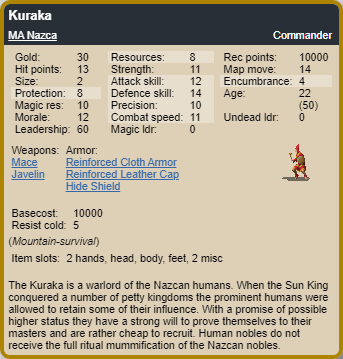 Kuraka
MA Nazca Commander
Gold: 30 Resources: 8 Rec points: 10000
Hit points: 13 Strength: 11 Map move: 14
Size: 2 Attack skill: 12 Encumbrance: 4
Protection: 8 Defence skill: 14 Age: 22
Magic res: 10 Precision: 10 (50)
Morale: 12 Combat speed: 11 Undead ldr: 0
Leadership: 60 Magic ldr: 0
Weapons: Armor:
Mace Reinforced Cloth Armor
Javelin Reinforced Leather Cap
Hide Shield
Basecost: 10000
Resist cold: 5
(Mountain-survival)
Item slots: 2 hands, head, body, feet, 2 misc
The Kuraka is a warlord of the Nazcan humans. When the Sun King
conquered a number of petty kingdoms the prominent humans were
allowed to retain some of their influence. With a promise of possible
higher status they have a strong will to prove themselves to their
masters and are rather cheap to recruit. Human nobles do not
receive the full ritual mummification of the Nazcan nobles.